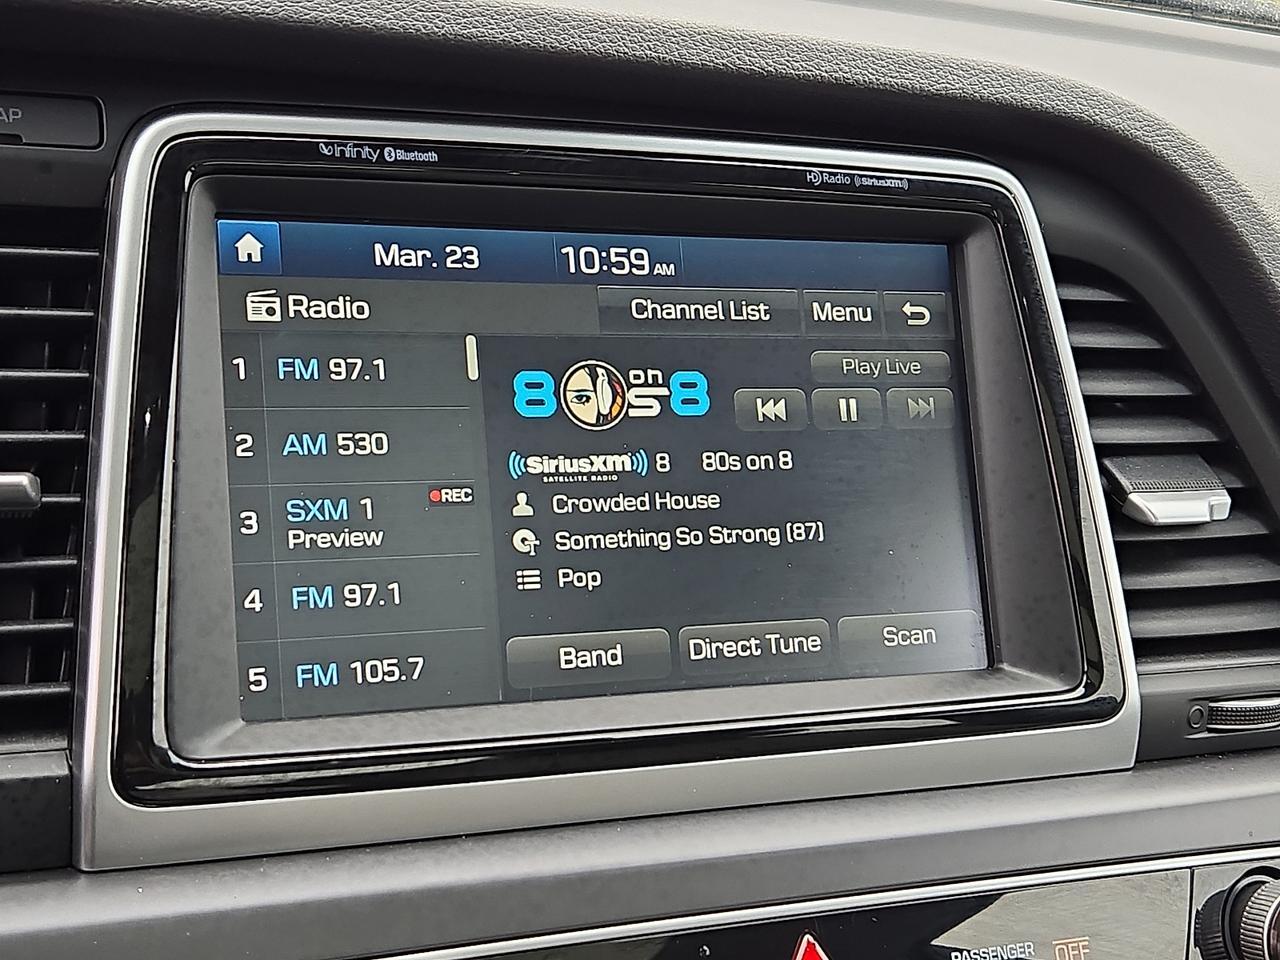 AP
Infinity Bluetooth
HD Radio ((SiriusXM))
Mar. 23 10:59 AM
Radio Channel List Menu
1 FM 97.1
2 AM 530
3 SXM 1 REC
Preview
4 FM 97.1
5 FM 105.7
Play Live
80s on 8
((SiriusXM)) 8 80s on 8
SATELLITE RADIO
Crowded House
Something So Strong (87)
Pop
Band Direct Tune Scan
PASSENGER OFF